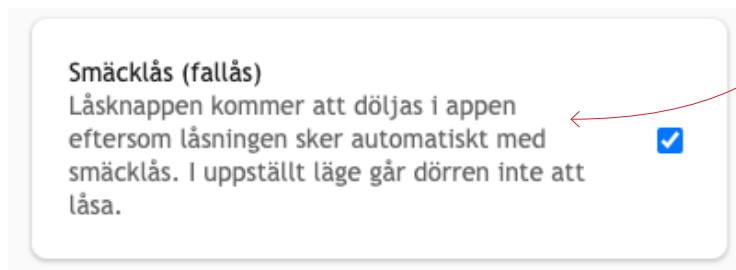 Smäcklås (fallås)
Låsknappen kommer att döljas i appen
eftersom låsningen sker automatiskt med
smäcklås. I uppställt läge går dörren inte att
låsa.